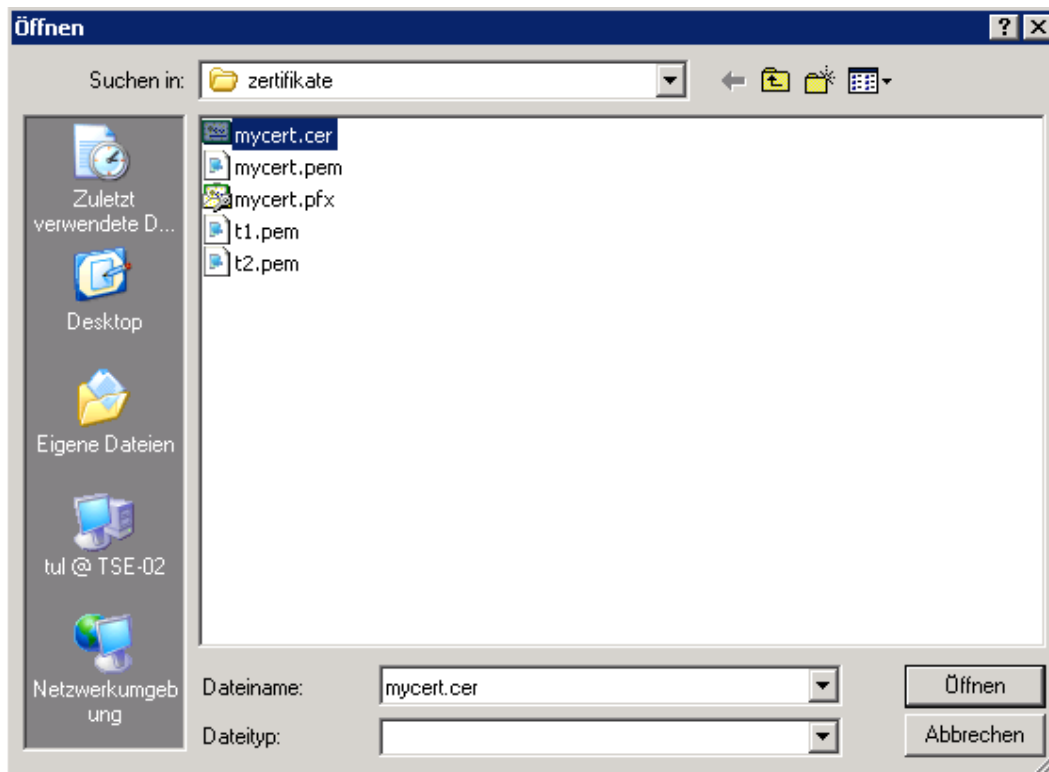 Öffnen
Suchen in:
zertifikate
Zuletzt
verwendete D...
Desktop
Eigene Dateien
tul @ TSE-02
Netzwerkumgeb
ung
mycert.cer
mycert.pem
mycert.pfx
t1.pem
t2.pem
Dateiname:
mycert.cer
Öffnen
Dateityp:
Abbrechen